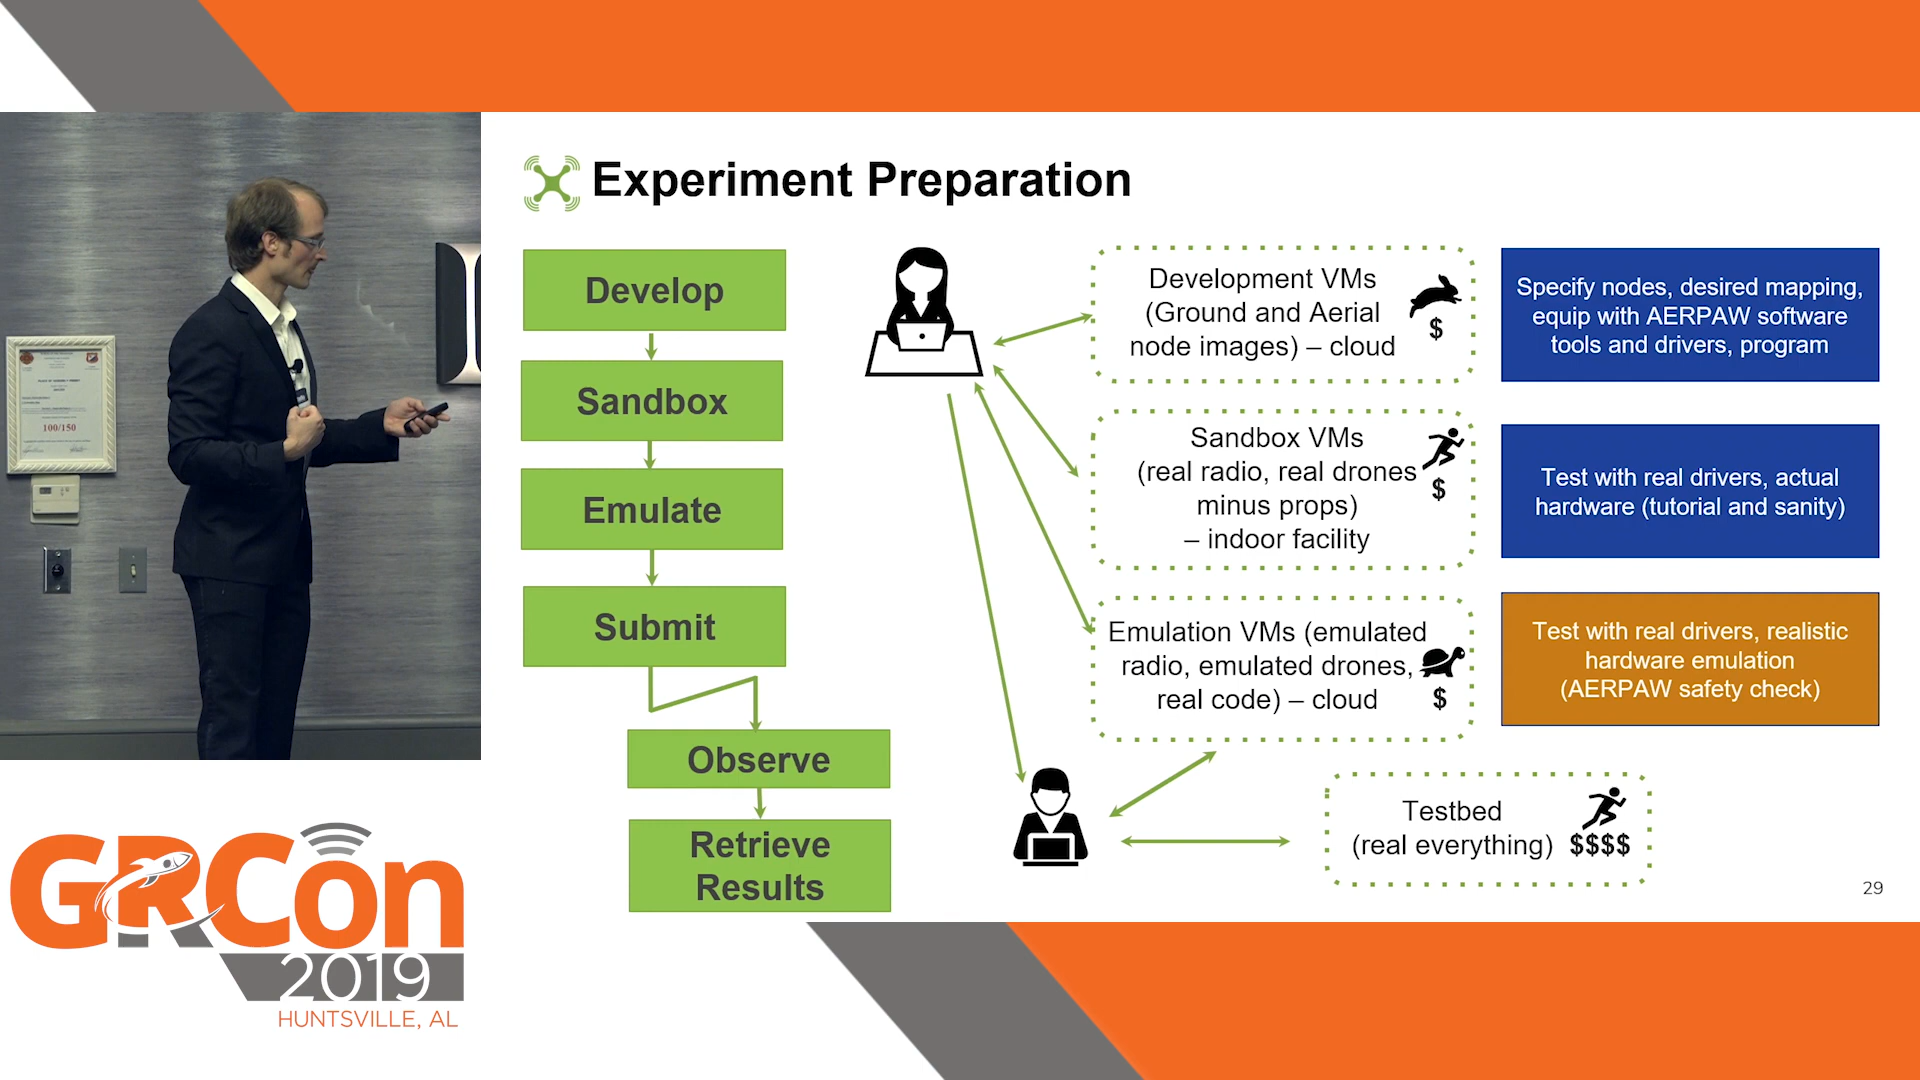 Experiment Preparation
Develop
Sandbox
Emulate
Submit
Observe
Retrieve
Results
Development VMs
(Ground and Aerial
node images) – cloud
$
Specify nodes, desired mapping,
equip with AERPAW software
tools and drivers, program
Sandbox VMs
(real radio, real drones
minus props)
– indoor facility
$
Test with real drivers, actual
hardware (tutorial and sanity)
Emulation VMs (emulated
radio, emulated drones,
real code) – cloud
$
Test with real drivers, realistic
hardware emulation
(AERPAW safety check)
Testbed
(real everything)
$$$$
29
100/150
GRCon
2019
HUNTSVILLE, AL